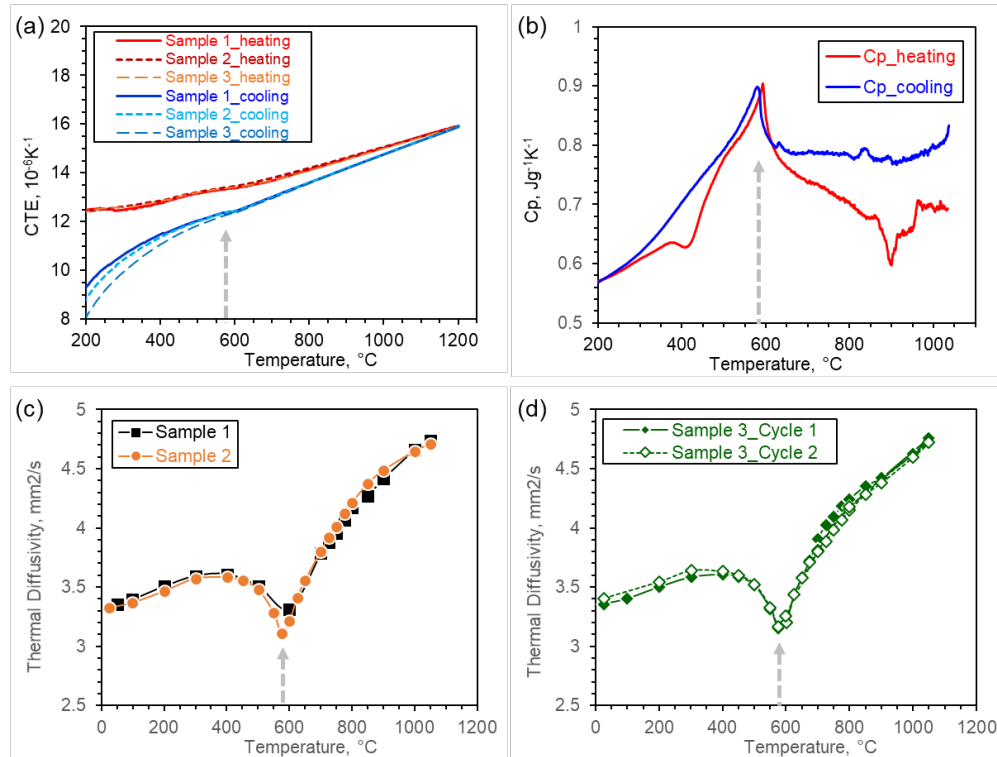 (a)
20
18
16
14
12
10
8
CTE, 10⁻⁶K⁻¹
Sample 1_heating
Sample 2_heating
Sample 3_heating
Sample 1_cooling
Sample 2_cooling
Sample 3_cooling
200 400 600 800 1000 1200
Temperature, °C
(b)
1
0.9
0.8
0.7
0.6
0.5
Cp, Jg⁻¹K⁻¹
Cp_heating
Cp_cooling
200 400 600 800 1000
Temperature, °C
(c)
5
4.5
4
3.5
3
2.5
Thermal Diffusivity, mm2/s
Sample 1
Sample 2
0 200 400 600 800 1000 1200
Temperature, °C
(d)
5
4.5
4
3.5
3
2.5
Thermal Diffusivity, mm2/s
Sample 3_Cycle 1
Sample 3_Cycle 2
0 200 400 600 800 1000 1200
Temperature, °C